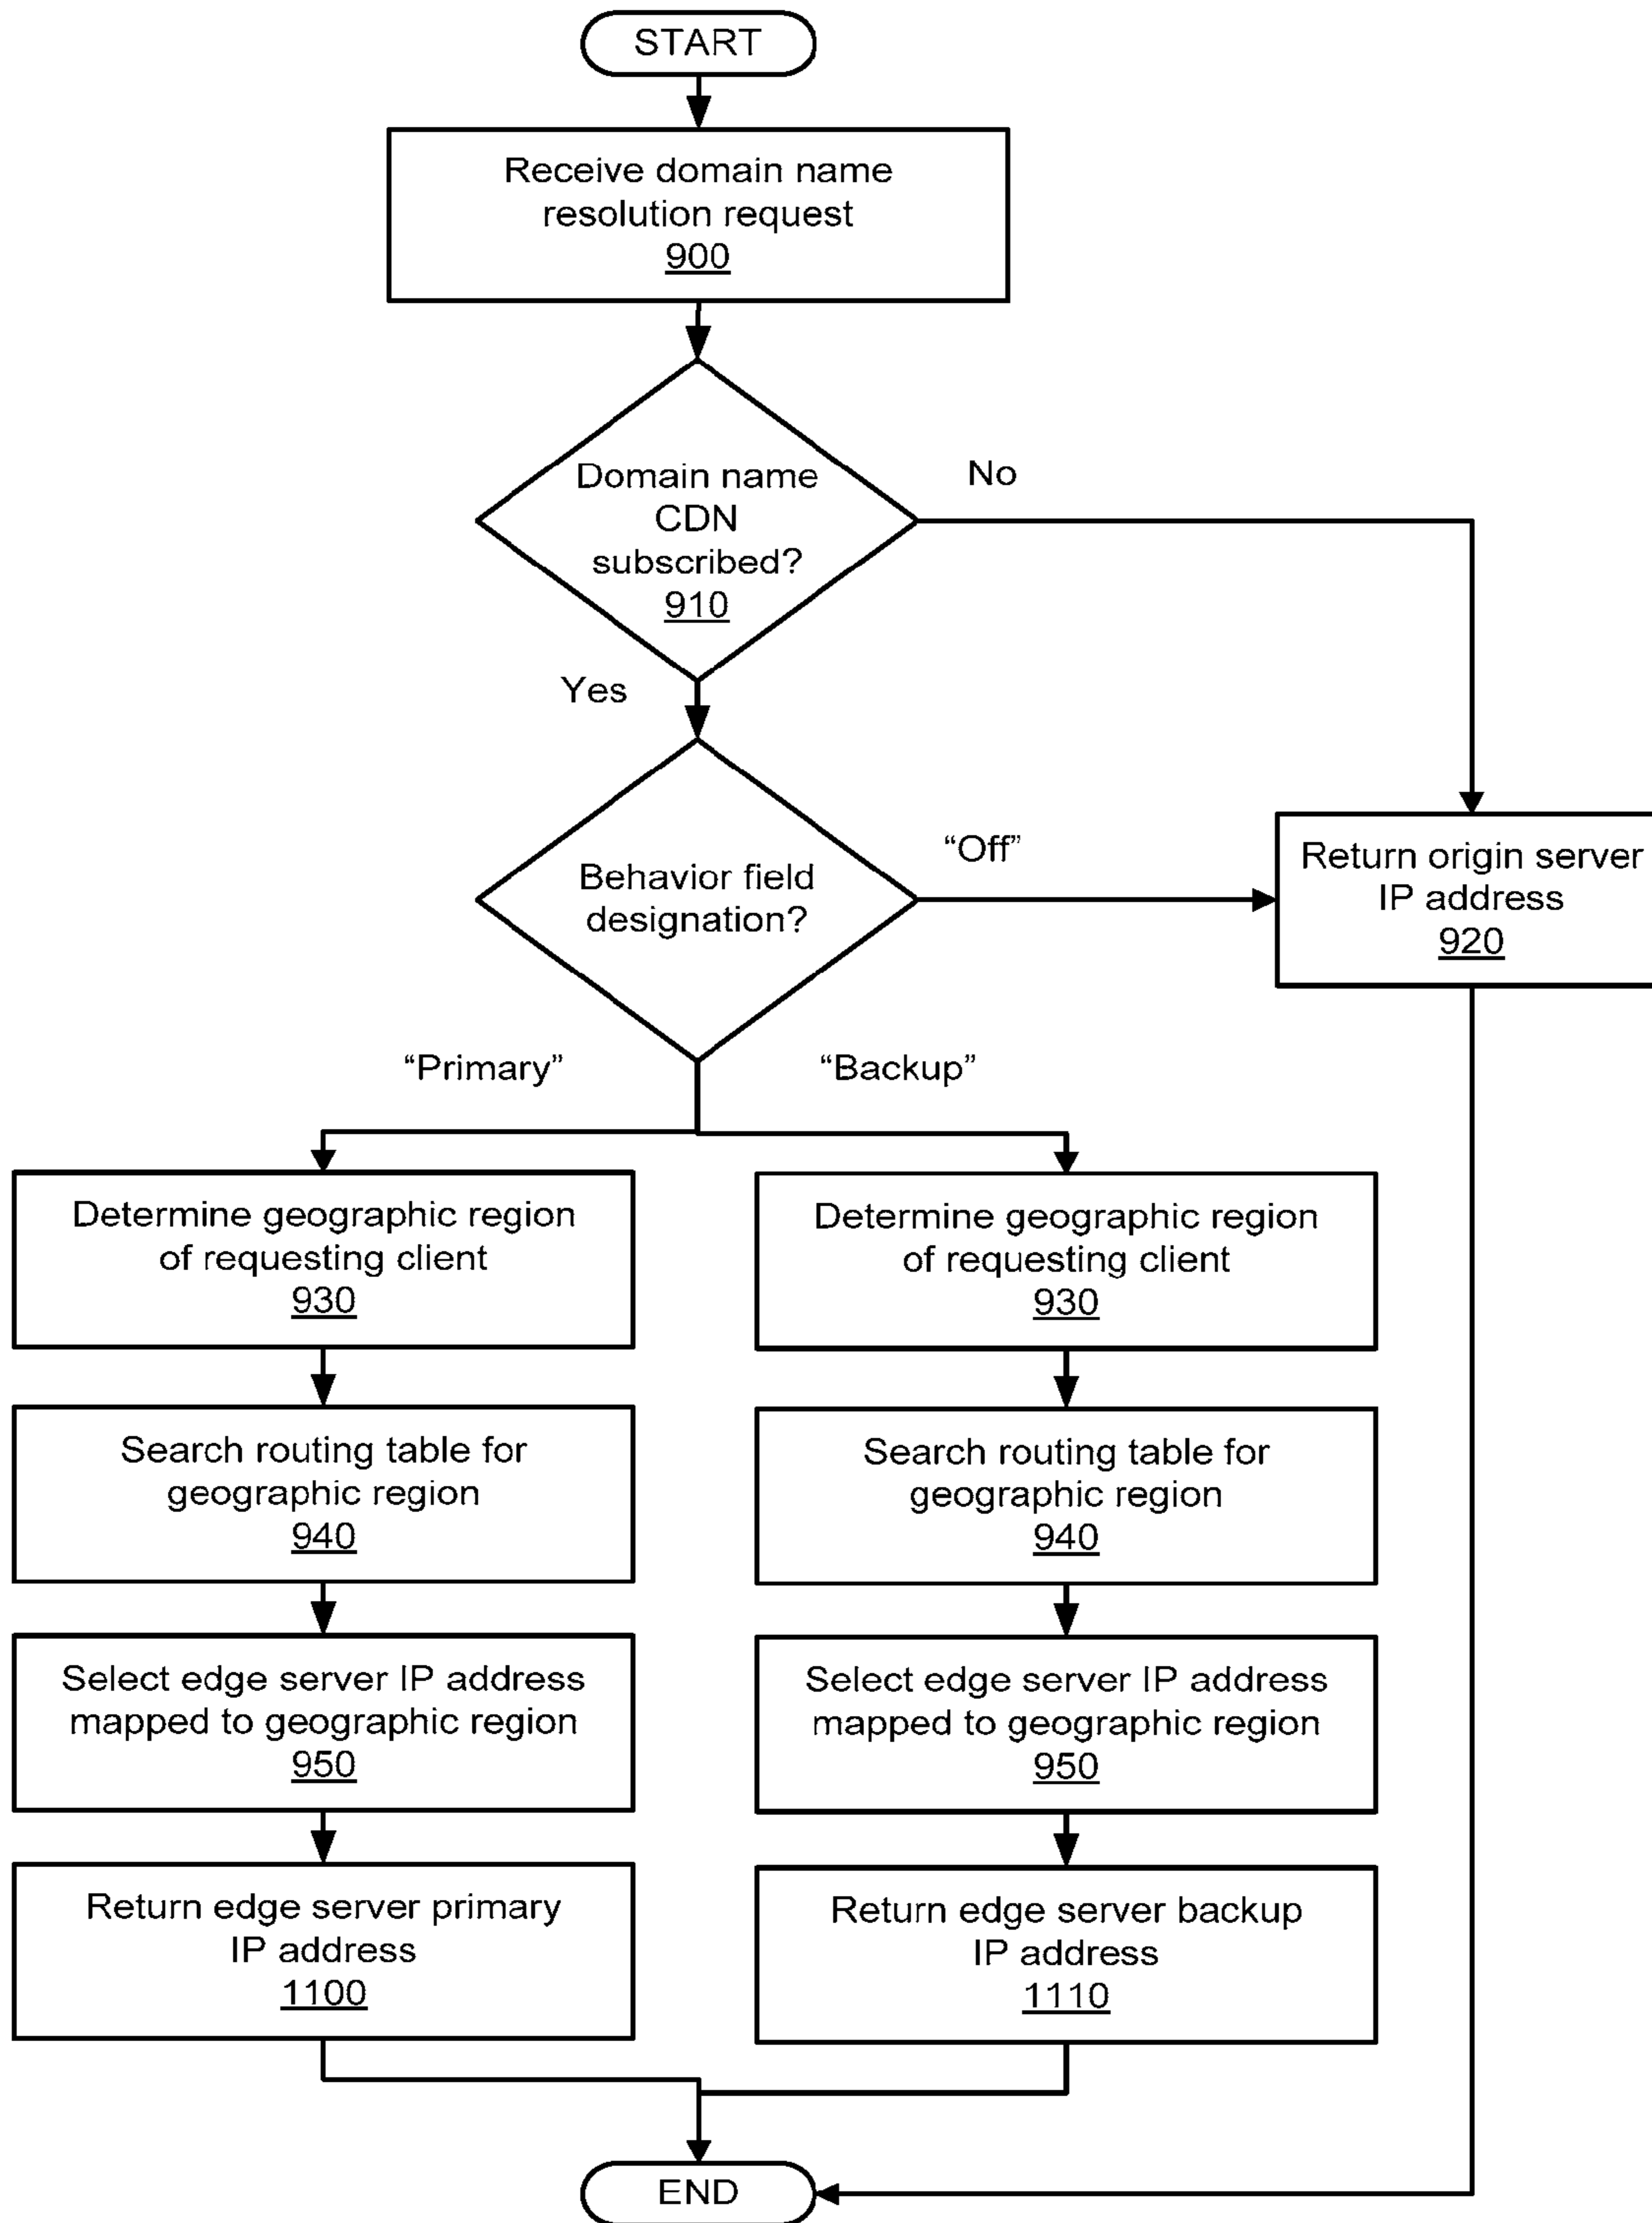 START
Receive domain name
resolution request
900
Domain name
CDN
subscribed?
910
No
Yes
Behavior field
designation?
“Off”
Return origin server
IP address
920
“Primary”
“Backup”
Determine geographic region
of requesting client
930
Determine geographic region
of requesting client
930
Search routing table for
geographic region
940
Search routing table for
geographic region
940
Select edge server IP address
mapped to geographic region
950
Select edge server IP address
mapped to geographic region
950
Return edge server primary
IP address
1100
Return edge server backup
IP address
1110
END